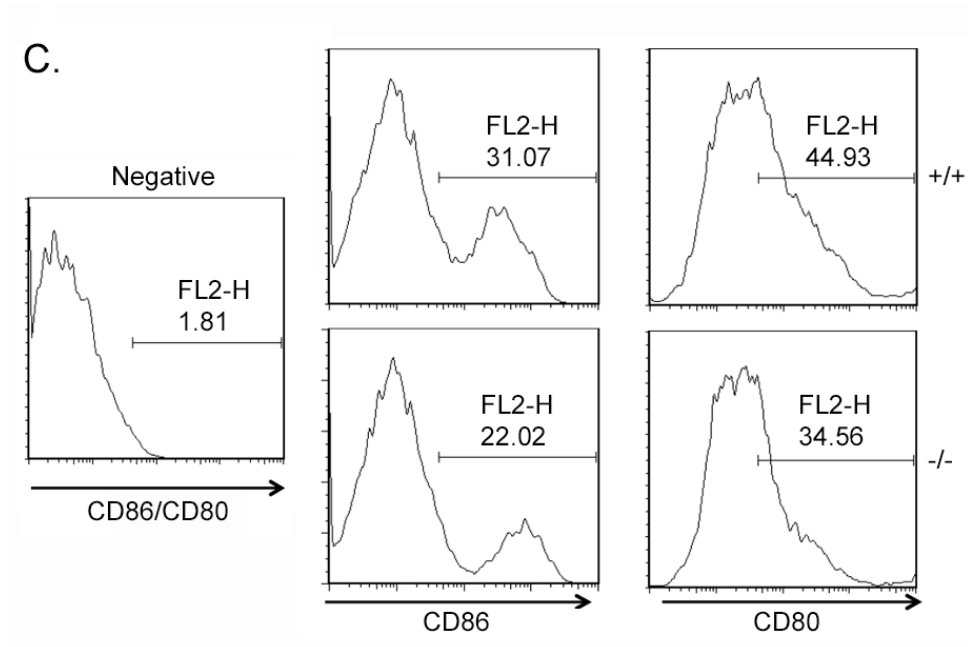 C.
Negative
FL2-H
1.81
CD86/CD80
FL2-H
31.07
FL2-H
44.93
+/+
FL2-H
22.02
FL2-H
34.56
-/-
CD86
CD80